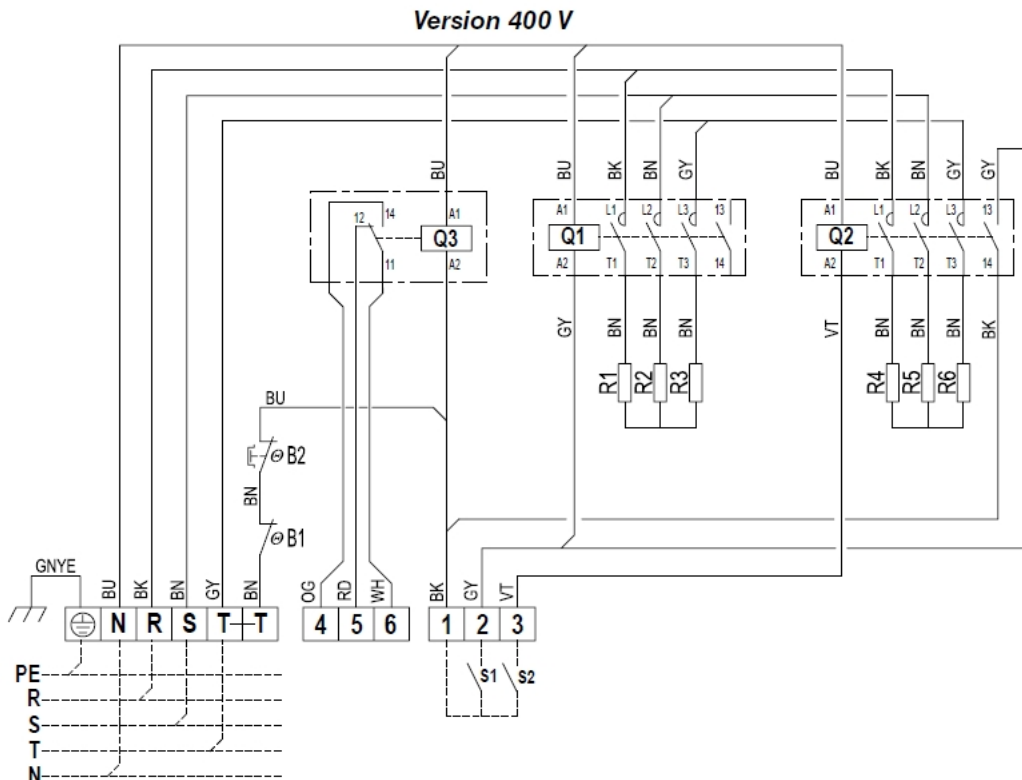 Version 400 V
BU
BU
BK
BN
GY
BU
BK
BN
GY
GY
12
14
A1
A1
L1
L2
L3
13
A1
L1
L2
L3
13
Q3
Q1
Q2
11
A2
A2
T1
T2
T3
14
A2
T1
T2
T3
14
GY
BN
BN
BN
VT
BN
BN
BN
BK
R1
R2
R3
R4
R5
R6
BU
Θ B2
BN
Θ B1
GNYE
BU
BK
BN
GY
BN
OG
RD
WH
BK
GY
VT
N R S T T
4 5 6
1 2 3
S1
S2
PE
R
S
T
N